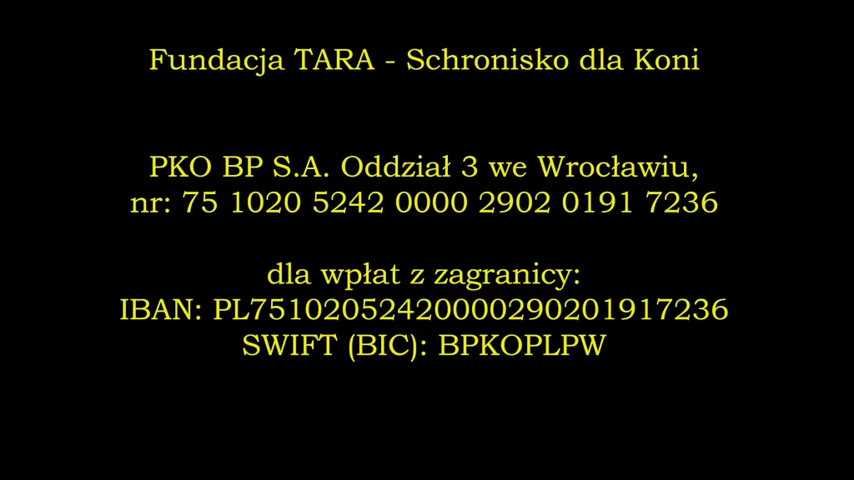 Fundacja TARA - Schronisko dla Koni
PKO BP S.A. Oddział 3 we Wrocławiu,
nr: 75 1020 5242 0000 2902 0191 7236
dla wpłat z zagranicy:
IBAN: PL75102052420000290201917236
SWIFT (BIC): BPKOPLPW